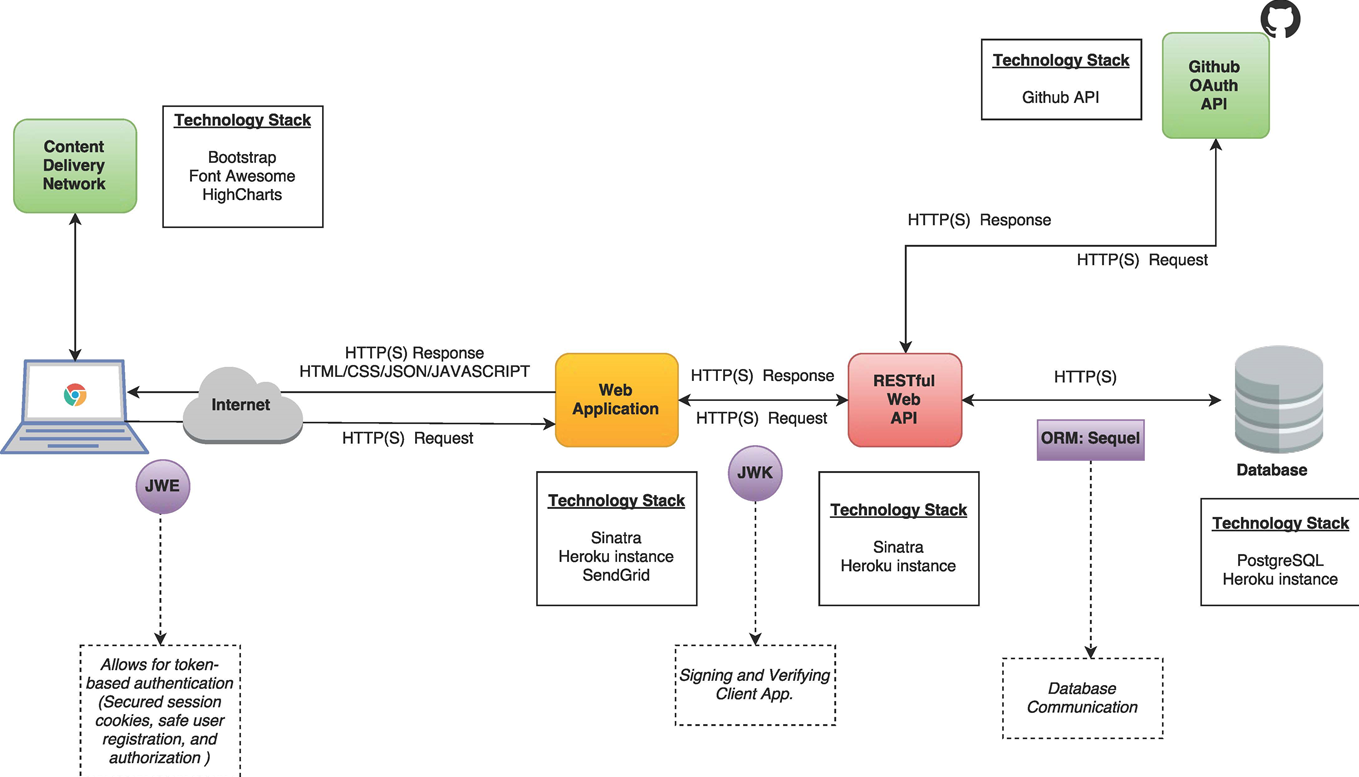 Technology Stack
Github API
Github
OAuth
API
Content
Delivery
Network
Technology Stack
Bootstrap
Font Awesome
HighCharts
HTTP(S)  Response
HTTP(S)  Request
HTTP(S) Response
HTML/CSS/JSON/JAVASCRIPT
Internet
HTTP(S)  Request
Web
Application
HTTP(S)  Response
HTTP(S)  Request
RESTful
Web
API
HTTP(S)
ORM: Sequel
Database
JWE
JWK
Technology Stack
Sinatra
Heroku instance
SendGrid
Technology Stack
Sinatra
Heroku instance
Technology Stack
PostgreSQL
Heroku instance
Allows for token-
based authentication
(Secured session
cookies, safe user
registration, and
authorization )
Signing and Verifying
Client App.
Database
Communication